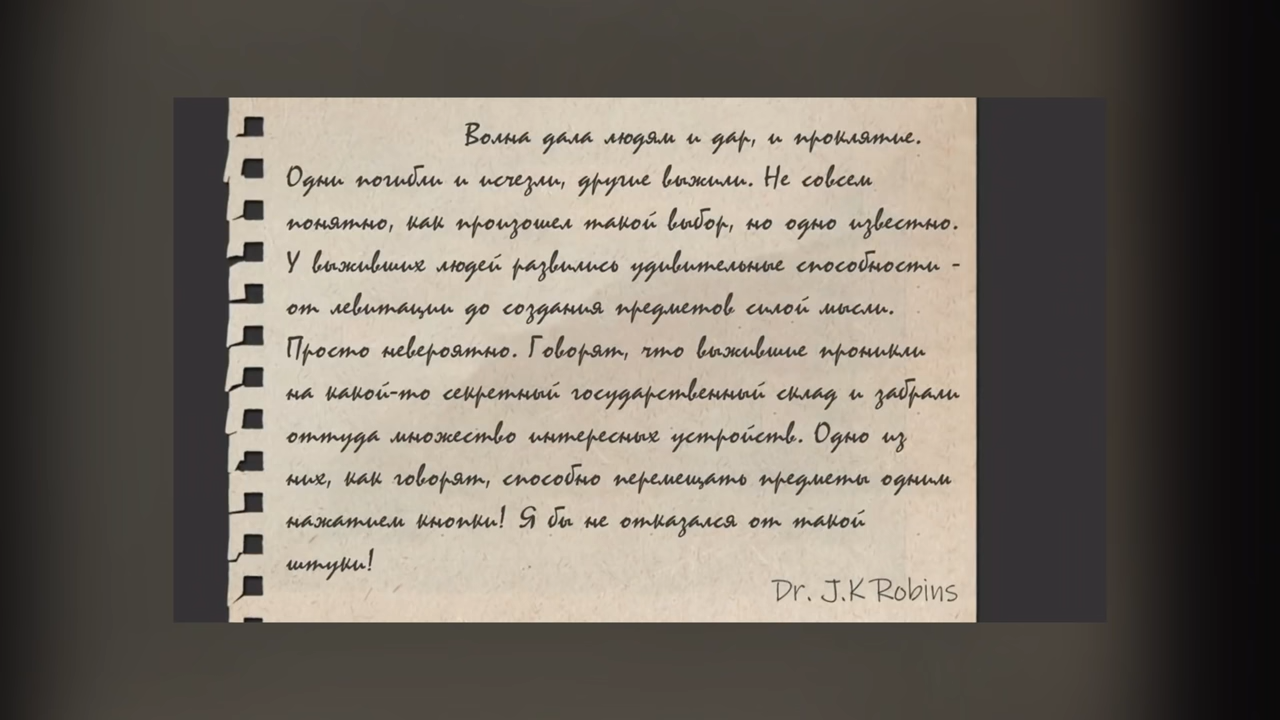 Волна дала людям и дар, и проклятие.
Одни погибли и исчезли, другие выжили. Не совсем
понятно, как произошел такой выбор, но одно известно.
У выживших людей развились удивительные способности -
от левитации до создания предметов силой мысли.
Просто невероятно. Говорят, что выжившие проникли
на какой-то секретный государственный склад и забрали
оттуда множество интересных устройств. Одно из
них, как говорят, способно перемещать предметы одним
нажатием кнопки! Я бы не отказался от такой
штуки!
Dr. J.K Robins